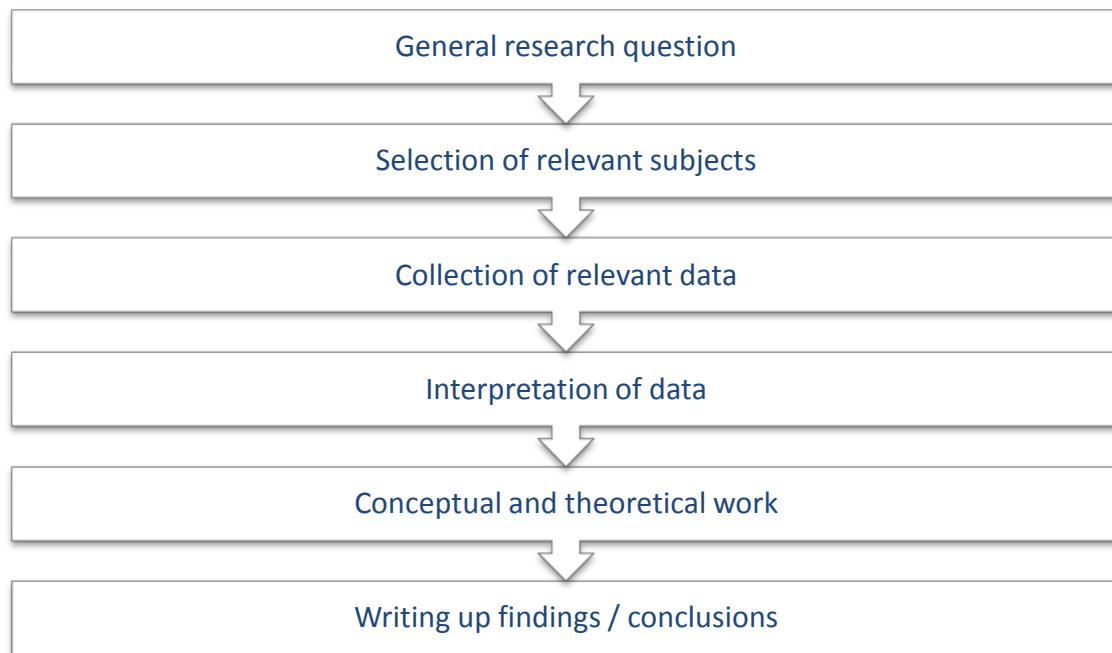 General research question
Selection of relevant subjects
Collection of relevant data
Interpretation of data
Conceptual and theoretical work
Writing up findings / conclusions